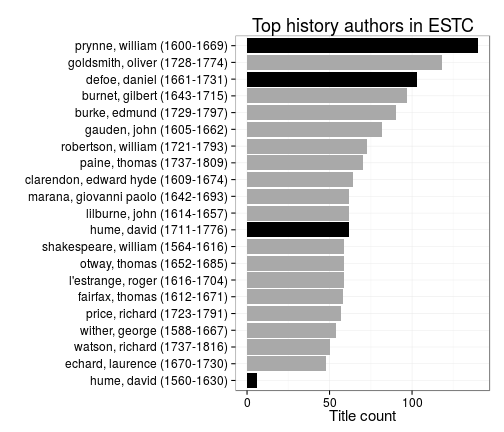 Top history authors in ESTC
prynne, william (1600-1669)
goldsmith, oliver (1728-1774)
defoe, daniel (1661-1731)
burnet, gilbert (1643-1715)
burke, edmund (1729-1797)
gauden, john (1605-1662)
robertson, william (1721-1793)
paine, thomas (1737-1809)
clarendon, edward hyde (1609-1674)
marana, giovanni paolo (1642-1693)
lilburne, john (1614-1657)
hume, david (1711-1776)
shakespeare, william (1564-1616)
otway, thomas (1652-1685)
l'estrange, roger (1616-1704)
fairfax, thomas (1612-1671)
price, richard (1723-1791)
wither, george (1588-1667)
watson, richard (1737-1816)
echard, laurence (1670-1730)
hume, david (1560-1630)
0 50 100
Title count